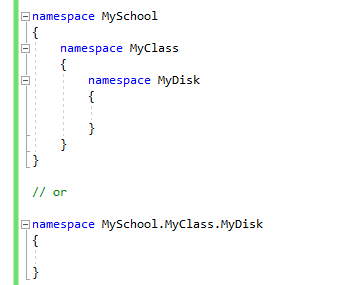 namespace MySchool
{
namespace MyClass
{
namespace MyDisk
{
}
}
}
// or
namespace MySchool.MyClass.MyDisk
{
}